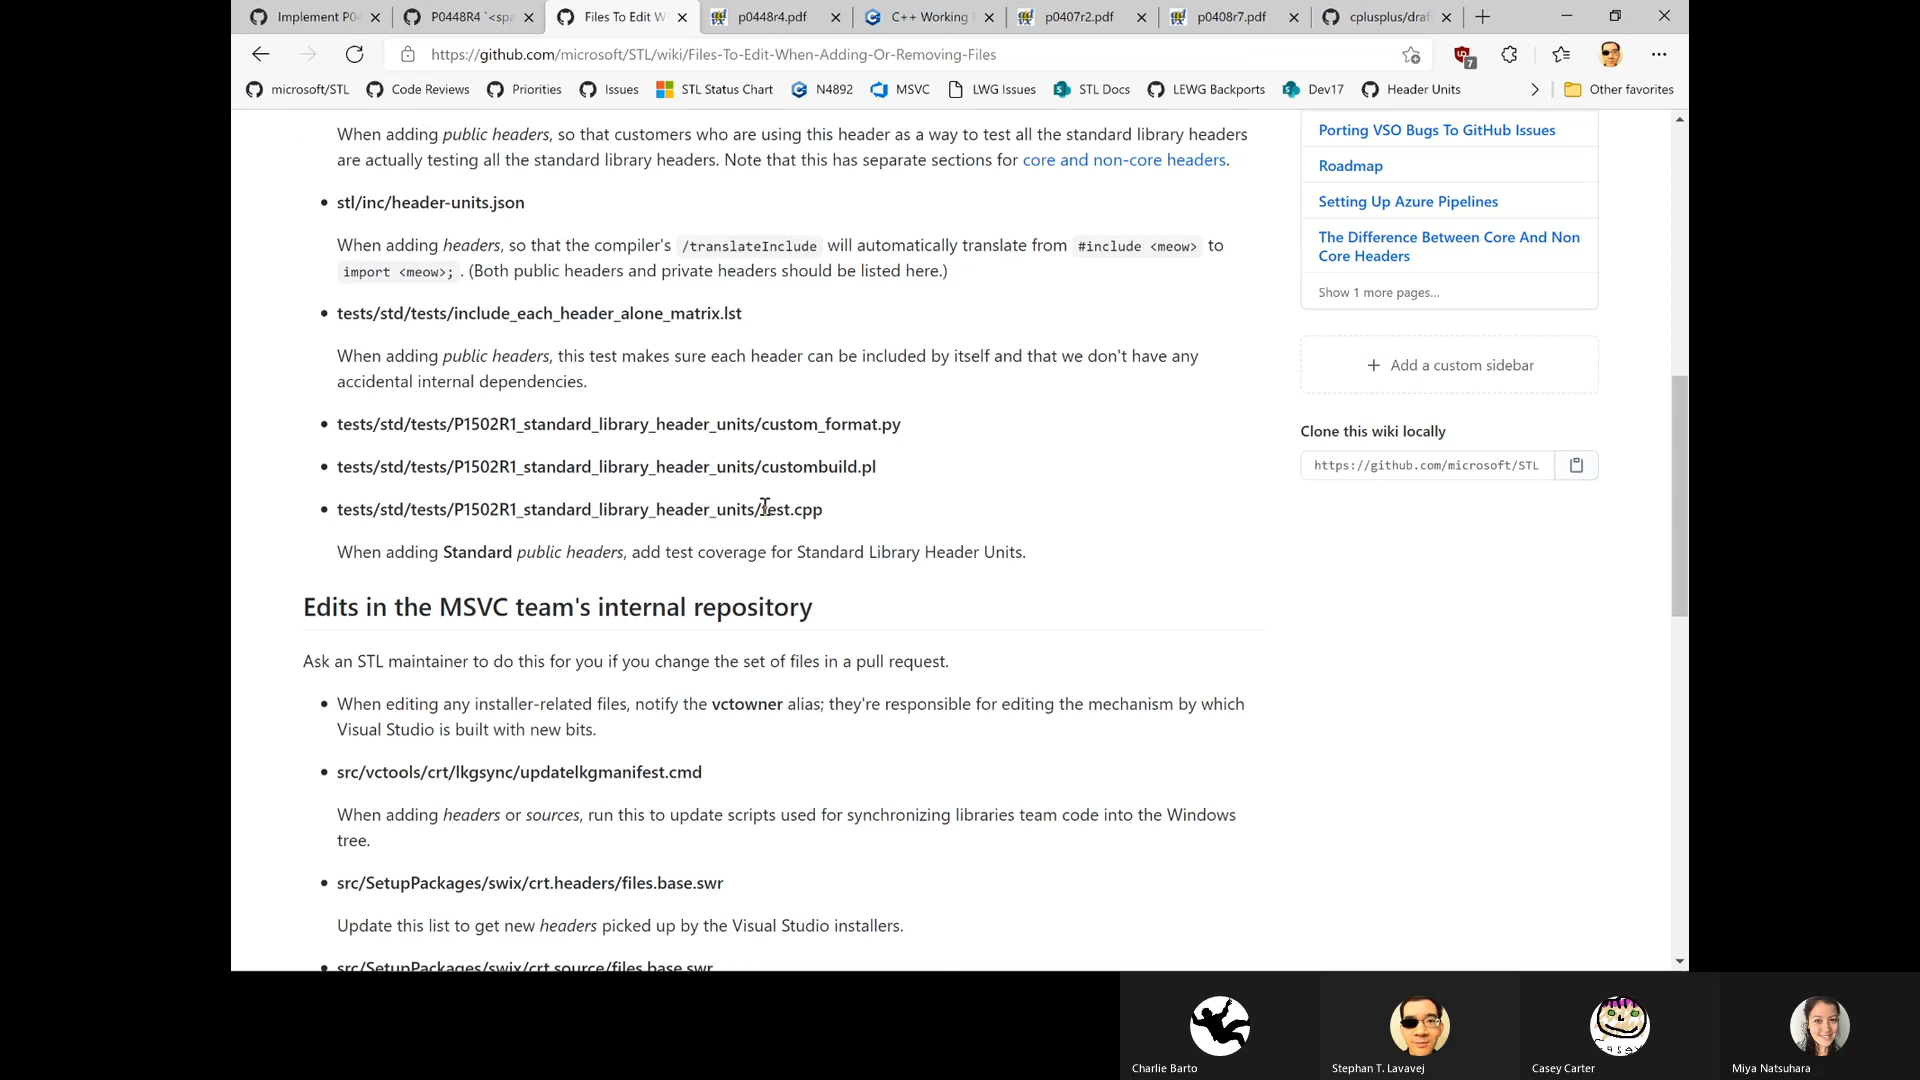 Implement P0
P0448R4 `<spa
Files To Edit W
p0448r4.pdf
C++ Working
p0407r2.pdf
p0408r7.pdf
cplusplus/draf
https://github.com/microsoft/STL/wiki/Files-To-Edit-When-Adding-Or-Removing-Files
7
microsoft/STL
Code Reviews
Priorities
Issues
STL Status Chart
N4892
MSVC
LWG Issues
STL Docs
LEWG Backports
Dev17
Header Units
Other favorites
When adding public headers, so that customers who are using this header as a way to test all the standard library headers
are actually testing all the standard library headers. Note that this has separate sections for core and non-core headers.
• stl/inc/header-units.json
When adding headers, so that the compiler's /translateInclude will automatically translate from #include <meow> to
import <meow>; . (Both public headers and private headers should be listed here.)
• tests/std/tests/include_each_header_alone_matrix.lst
When adding public headers, this test makes sure each header can be included by itself and that we don't have any
accidental internal dependencies.
• tests/std/tests/P1502R1_standard_library_header_units/custom_format.py
• tests/std/tests/P1502R1_standard_library_header_units/custombuild.pl
• tests/std/tests/P1502R1_standard_library_header_units/test.cpp
When adding Standard public headers, add test coverage for Standard Library Header Units.
Edits in the MSVC team's internal repository
Ask an STL maintainer to do this for you if you change the set of files in a pull request.
• When editing any installer-related files, notify the vctowner alias; they're responsible for editing the mechanism by which
Visual Studio is built with new bits.
• src/vctools/crt/lkgsync/updatelkgmanifest.cmd
When adding headers or sources, run this to update scripts used for synchronizing libraries team code into the Windows
tree.
• src/SetupPackages/swix/crt.headers/files.base.swr
Update this list to get new headers picked up by the Visual Studio installers.
• src/SetupPackages/swix/crt.source/files.base.swr
Porting VSO Bugs To GitHub Issues
Roadmap
Setting Up Azure Pipelines
The Difference Between Core And Non
Core Headers
Show 1 more pages...
Add a custom sidebar
Clone this wiki locally
https://github.com/microsoft/STL
Charlie Barto
Stephan T. Lavavej
Casey Carter
Miya Natsuhara